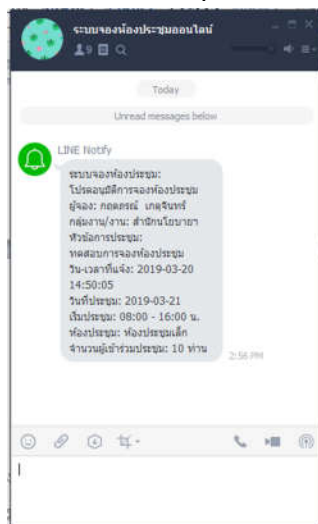 ระบบจองห้องประชุมออนไลน์
19
Today
Unread messages below
LINE Notify
ระบบจองห้องประชุม:
โปรดอนุมัติการจองห้องประชุม
ผู้จอง: กฤตภรณ์ เกตุจันทร์
กลุ่มงาน/งาน: สำนักนโยบายฯ
หัวข้อการประชุม:
ทดสอบการจองห้องประชุม
วัน-เวลาที่แจ้ง: 2019-03-20
14:50:05
วันที่ประชุม: 2019-03-21
เริ่มประชุม: 08:00 - 16:00 น.
ห้องประชุม: ห้องประชุมเล็ก
จำนวนผู้เข้าร่วมประชุม: 10 ท่าน
2:56 PM